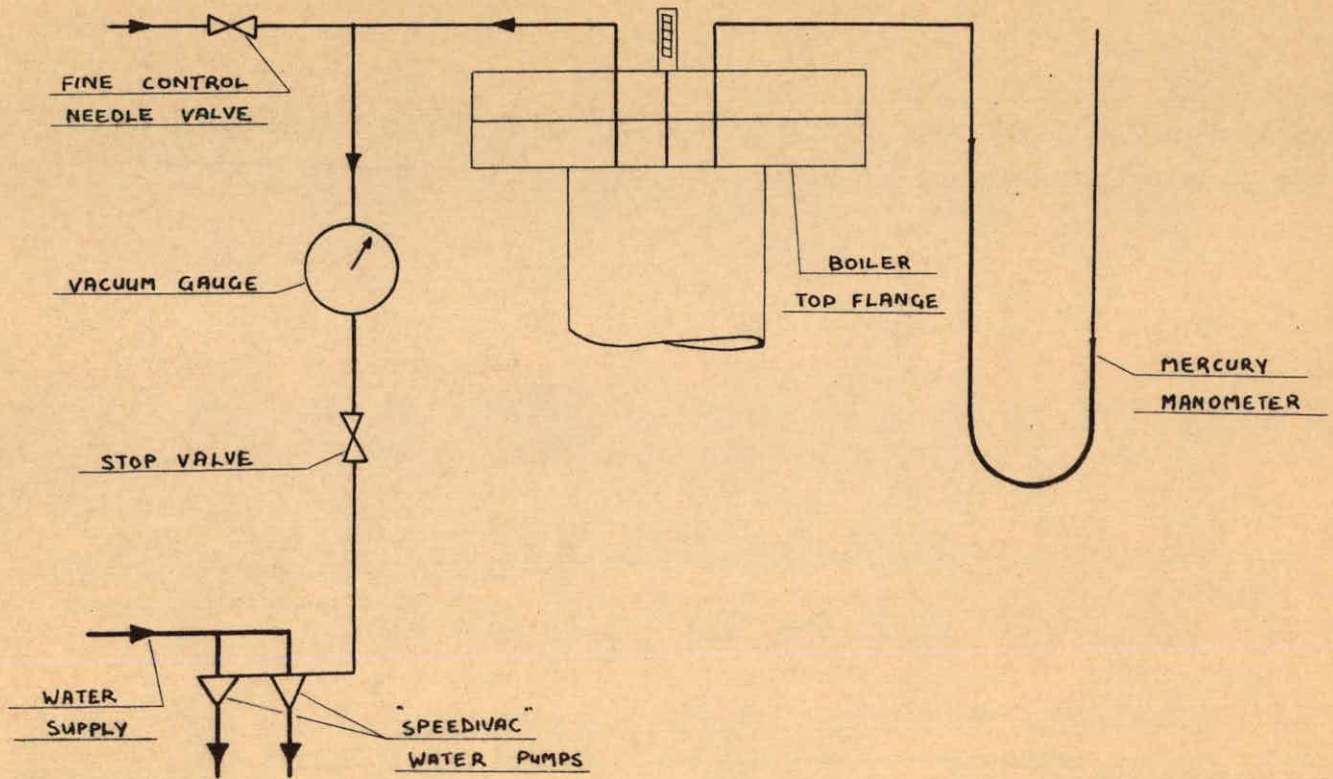 FINE CONTROL
NEEDLE VALVE
VACUUM GAUGE
BOILER
TOP FLANGE
MERCURY
MANOMETER
STOP VALVE
WATER
SUPPLY
"SPEEDIVAC"
WATER PUMPS